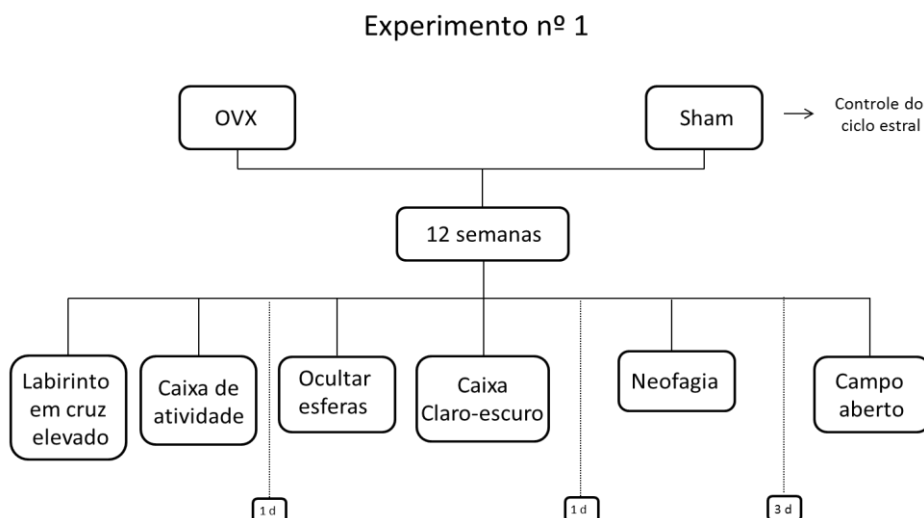 Experimento nº 1
OVX
Sham
Controle do
ciclo estral
12 semanas
Labirinto
em cruz
elevado
Caixa de
atividade
Ocultar
esferas
Caixa
Claro-escuro
Neofagia
Campo
aberto
1 d
1 d
3 d